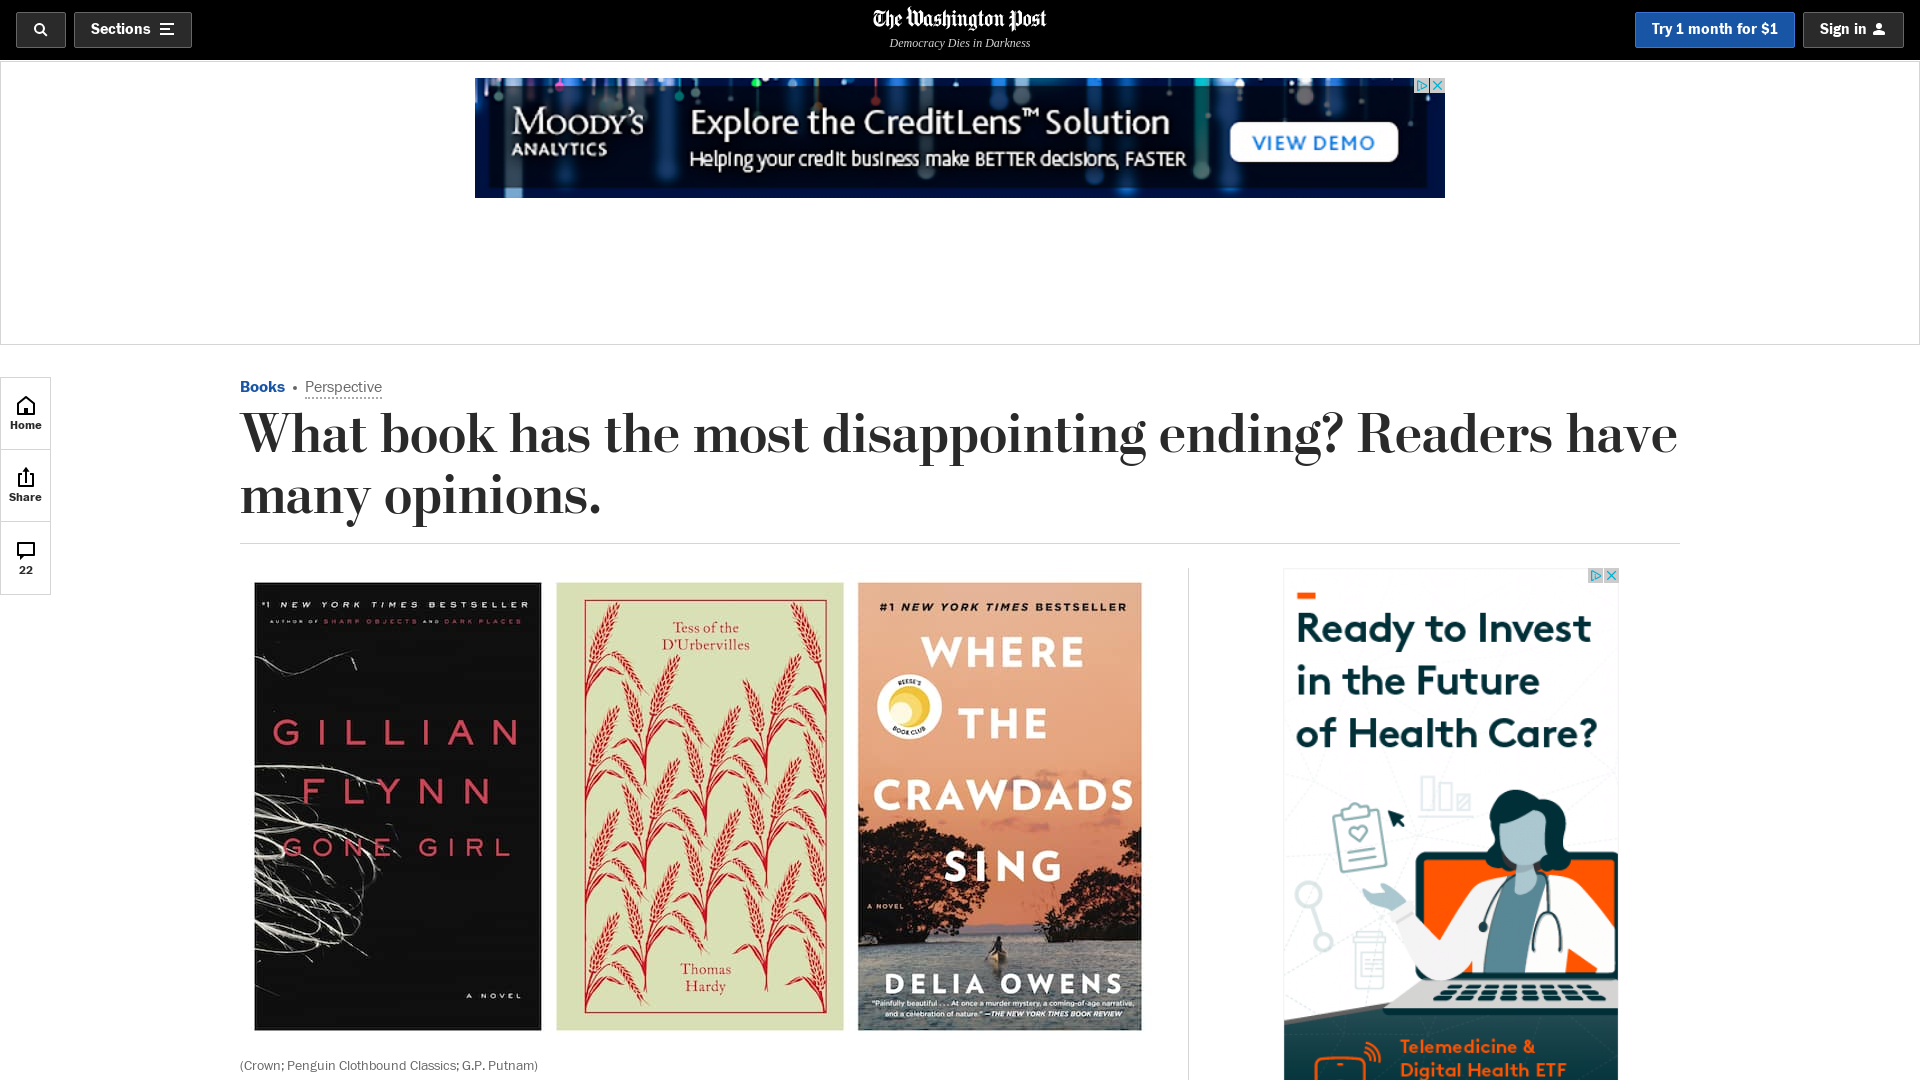 Sections
The Washington Post
Democracy Dies in Darkness
Try 1 month for $1
Sign in
MOODY'S
ANALYTICS
Explore the CreditLens™ Solution
Helping your credit business make BETTER decisions, FASTER
VIEW DEMO
Home
Share
22
Books • Perspective
What book has the most disappointing ending? Readers have
many opinions.
#1 NEW YORK TIMES BESTSELLER
AUTHOR OF SHARP OBJECTS AND DARK PLACES
GILLIAN
FLYNN
GONE GIRL
A NOVEL
Tess of the
D'Urbervilles
Thomas
Hardy
#1 NEW YORK TIMES BESTSELLER
WHERE
REESE'S
BOOK CLUB
THE
CRAWDADS
SING
A NOVEL
DELIA OWENS
"Painfully beautiful . . . At once a murder mystery, a coming-of-age narrative,
and a celebration of nature." —THE NEW YORK TIMES BOOK REVIEW
(Crown; Penguin Clothbound Classics; G.P. Putnam)
Ready to Invest
in the Future
of Health Care?
Telemedicine &
Digital Health ETF